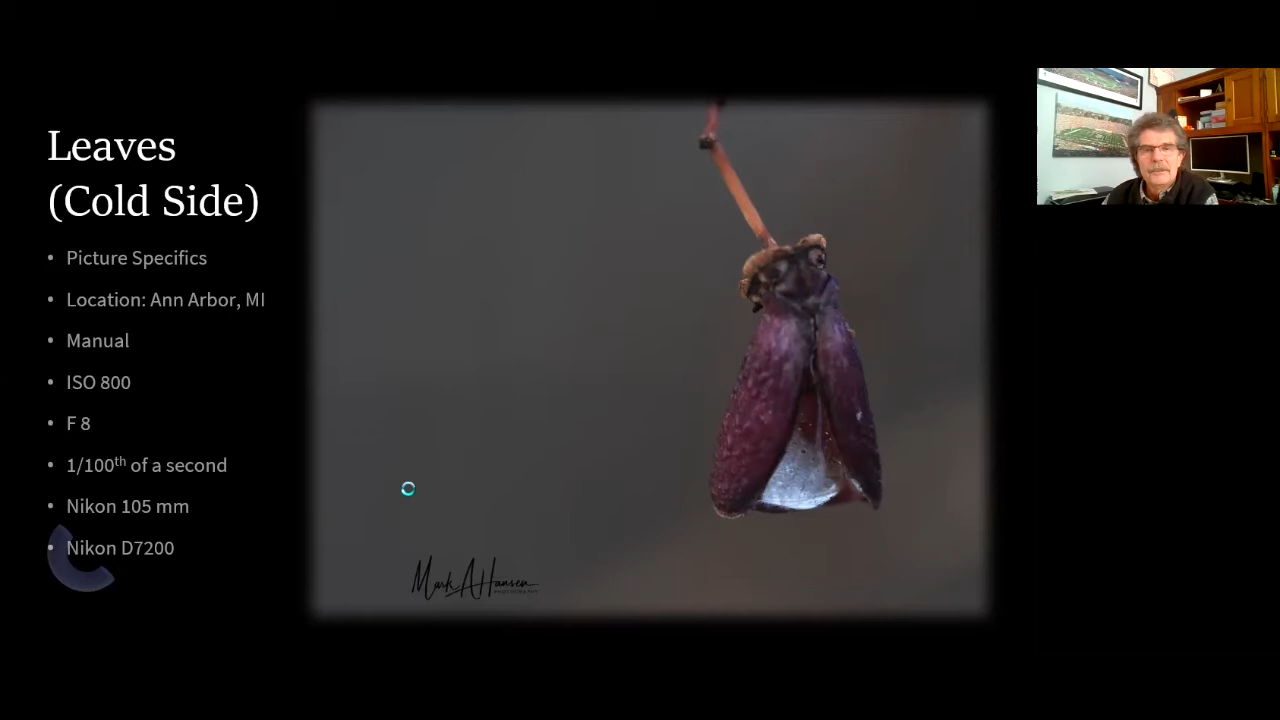 Leaves
(Cold Side)
• Picture Specifics
• Location: Ann Arbor, MI
• Manual
• ISO 800
• F 8
• 1/100th of a second
• Nikon 105 mm
• Nikon D7200
Mark A Hansen
PHOTOGRAPHY